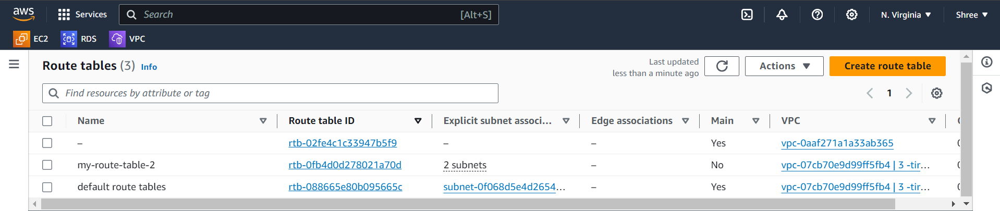 aws Services Search [Alt+S] N. Virginia Shree
EC2 RDS VPC
Route tables (3) Info
Last updated
less than a minute ago
Actions Create route table
Find resources by attribute or tag
1
Name Route table ID Explicit subnet associ... Edge associations Main VPC
– rtb-02fe4c1c33947b5f9 – – Yes vpc-0aaf271a1a33ab365
my-route-table-2 rtb-0fb4d0d278021a70d 2 subnets – No vpc-07cb70e9d99ff5fb4 | 3 -tir...
default route tables rtb-088665e80b095665c subnet-0f068d5e4d2654... – Yes vpc-07cb70e9d99ff5fb4 | 3 -tir...